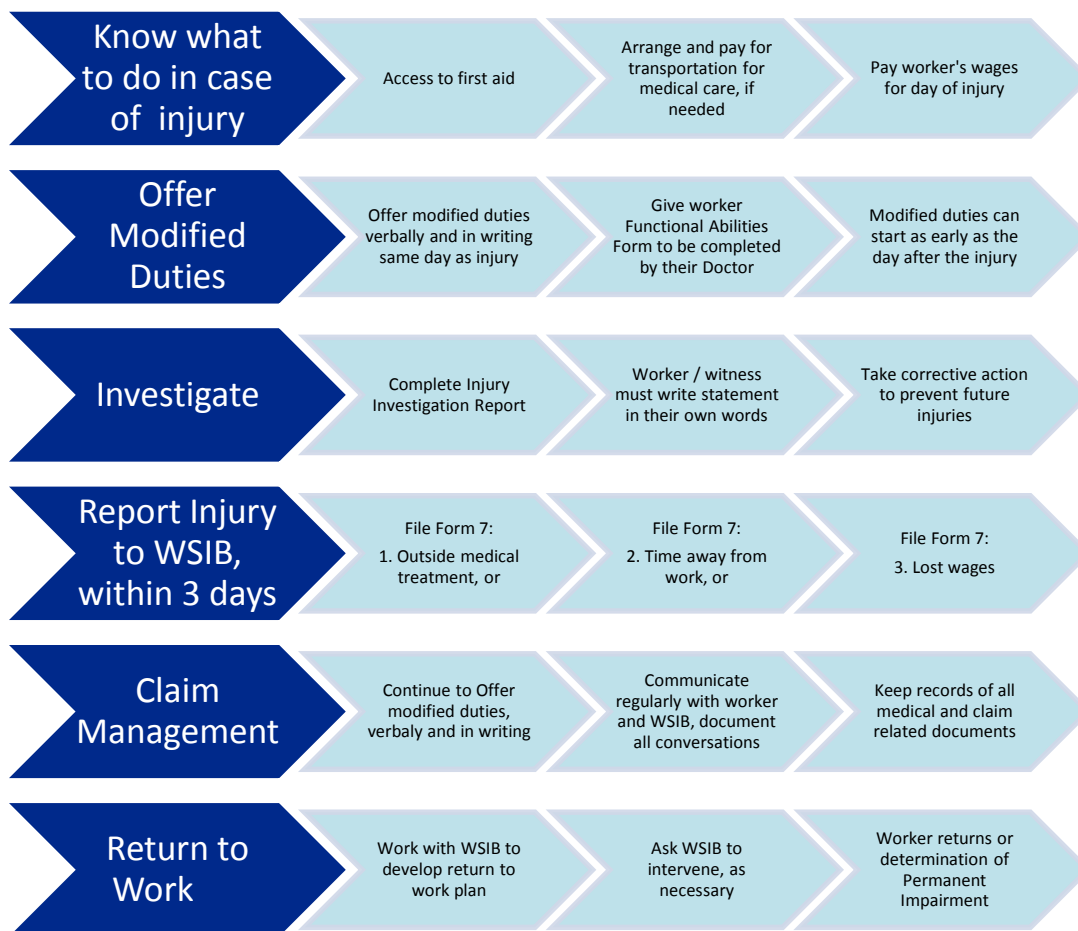 Know what
to do in case
of injury
Access to first aid
Arrange and pay for
transportation for
medical care, if
needed
Pay worker's wages
for day of injury
Offer
Modified
Duties
Offer modified duties
verbally and in writing
same day as injury
Give worker
Functional Abilities
Form to be completed
by their Doctor
Modified duties can
start as early as the
day after the injury
Investigate
Complete Injury
Investigation Report
Worker / witness
must write statement
in their own words
Take corrective action
to prevent future
injuries
Report Injury
to WSIB,
within 3 days
File Form 7:
1. Outside medical
treatment, or
File Form 7:
2. Time away from
work, or
File Form 7:
3. Lost wages
Claim
Management
Continue to Offer
modified duties,
verbaly and in writing
Communicate
regularly with worker
and WSIB, document
all conversations
Keep records of all
medical and claim
related documents
Return to
Work
Work with WSIB to
develop return to
work plan
Ask WSIB to
intervene, as
necessary
Worker returns or
determination of
Permanent
Impairment